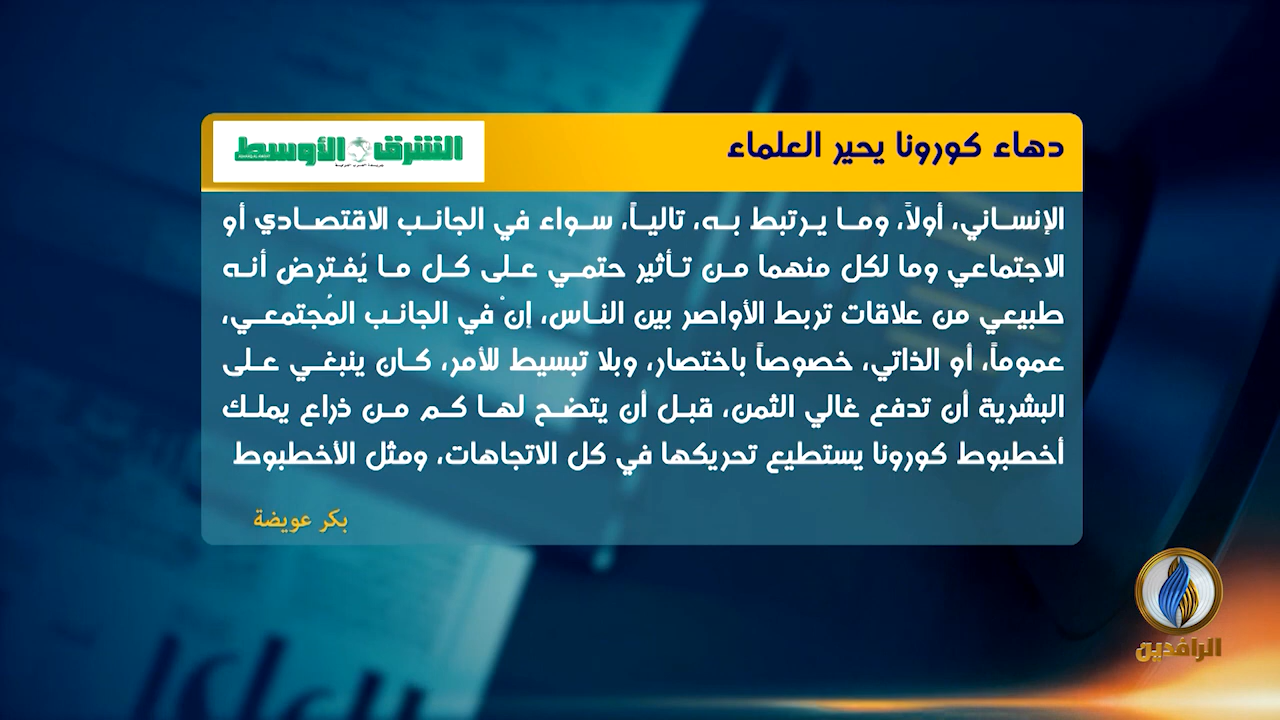 دهاء كورونا يحير العلماء
الشرق الأوسط
الإنساني، أولاً، وما يرتبط به، تالياً، سواء في الجانب الاقتصادي أو
الاجتماعي وما لكل منهما من تأثير حتمي على كل ما يُفترض أنه
طبيعي من علاقات تربط الأواصر بين الناس، إنْ في الجانب المُجتمعي،
عموماً، أو الذاتي، خصوصاً باختصار، وبلا تبسيط للأمر، كان ينبغي على
البشرية أن تدفع غالي الثمن، قبل أن يتضح لها كم من ذراع يملك
أخطبوط كورونا يستطيع تحريكها في كل الاتجاهات، ومثل الأخطبوط
بكر عويضة
الرافدين